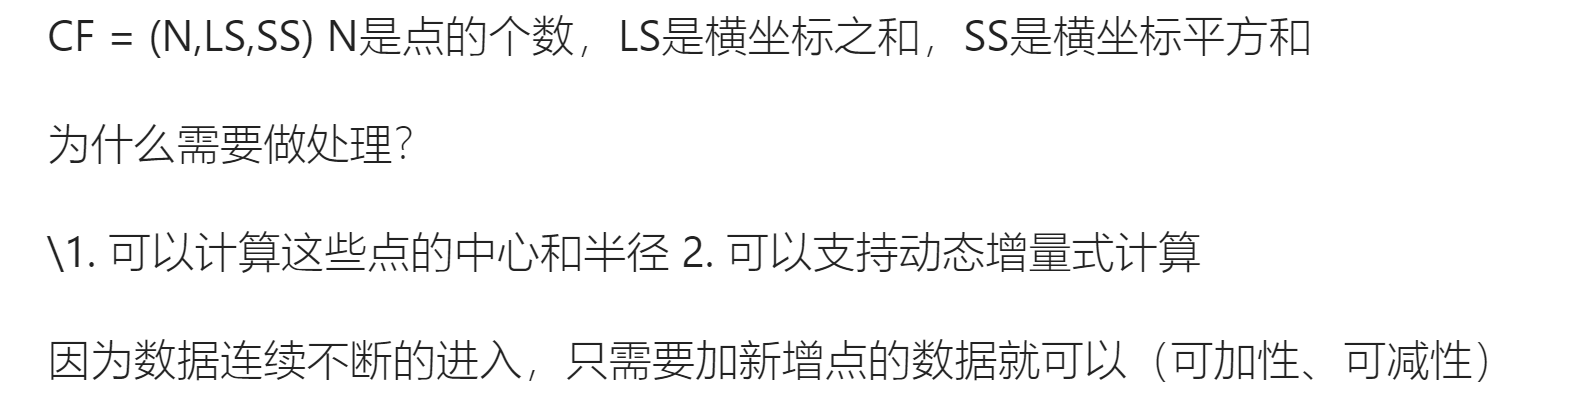 CF = (N,LS,SS) N是点的个数，LS是横坐标之和，SS是横坐标平方和
为什么需要做处理？
\1. 可以计算这些点的中心和半径 2. 可以支持动态增量式计算
因为数据连续不断的进入，只需要加新增点的数据就可以（可加性、可减性）